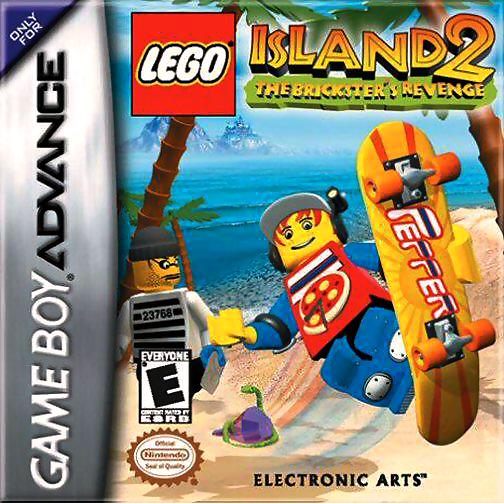 ONLY
FOR
GAME BOY ADVANCE
LEGO
ISLAND 2
THE BRICKSTER'S REVENGE
PEPPER
23768
EVERYONE
E
CONTENT RATED BY
ESRB
Official
Nintendo
Seal of Quality
ELECTRONIC ARTS™